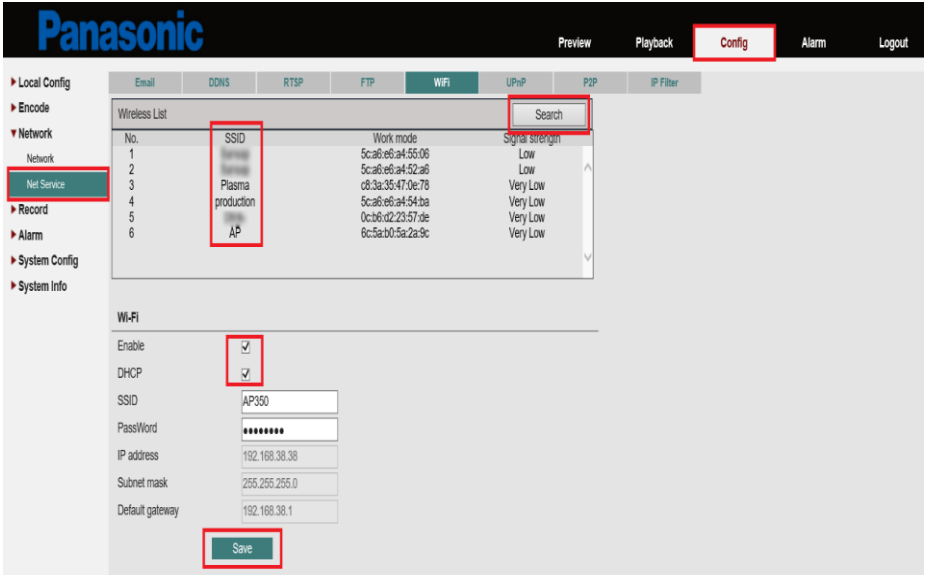 Panasonic
Preview Playback Config Alarm Logout
Local Config
Encode
Network
Network
Net Service
Record
Alarm
System Config
System Info
Email DDNS RTSP FTP WiFi UPnP P2P IP Filter
Wireless List Search
No. SSID Work mode Signal strength
1 5c:a6:e6:a4:55:06 Low
2 5c:a6:e6:a4:52:a6 Low
3 Plasma c8:3a:35:47:0e:78 Very Low
4 production 5c:a6:e6:a4:54:ba Very Low
5 0c:b6:d2:23:57:de Very Low
6 AP 6c:5a:b0:5a:2a:9c Very Low
Wi-Fi
Enable
DHCP
SSID AP350
PassWord ••••••••
IP address 192.168.38.38
Subnet mask 255.255.255.0
Default gateway 192.168.38.1
Save